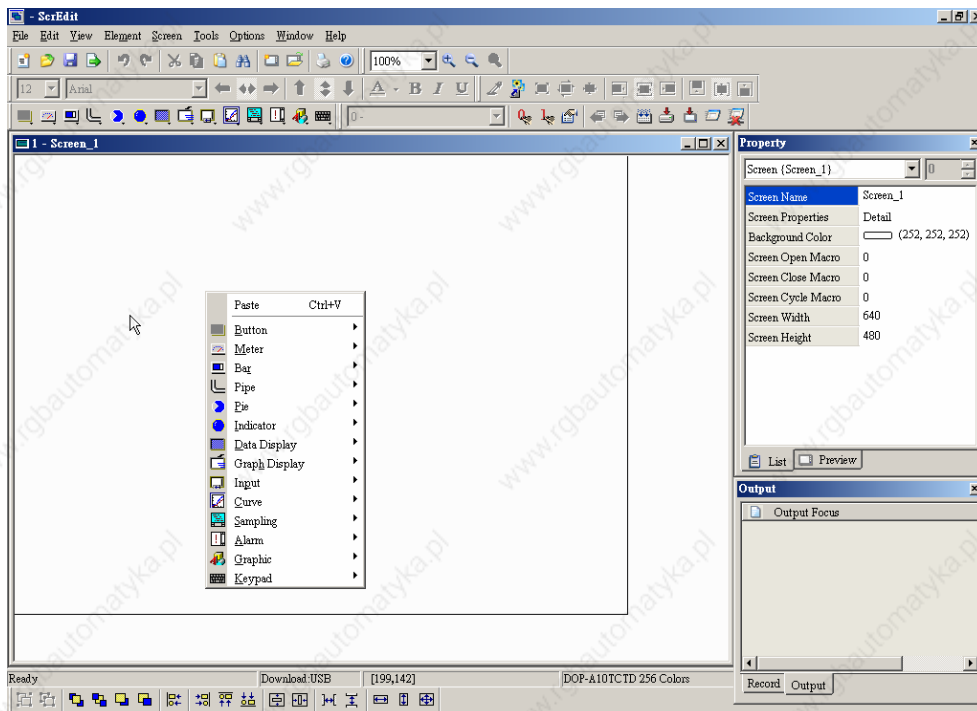 - ScrEdit
File Edit View Element Screen Tools Options Window Help
100%
12 Arial
A B I U
0 -
1 - Screen_1
Paste Ctrl+V
Button
Meter
Bar
Pipe
Pie
Indicator
Data Display
Graph Display
Input
Curve
Sampling
Alarm
Graphic
Keypad
Property
Screen {Screen_1} 0
Screen Name Screen_1
Screen Properties Detail
Background Color (252, 252, 252)
Screen Open Macro 0
Screen Close Macro 0
Screen Cycle Macro 0
Screen Width 640
Screen Height 480
List Preview
Output
Output Focus
Record Output
Ready Download:USB [199,142] DOP-A10TCTD 256 Colors
www.rgbautomatyka.pl